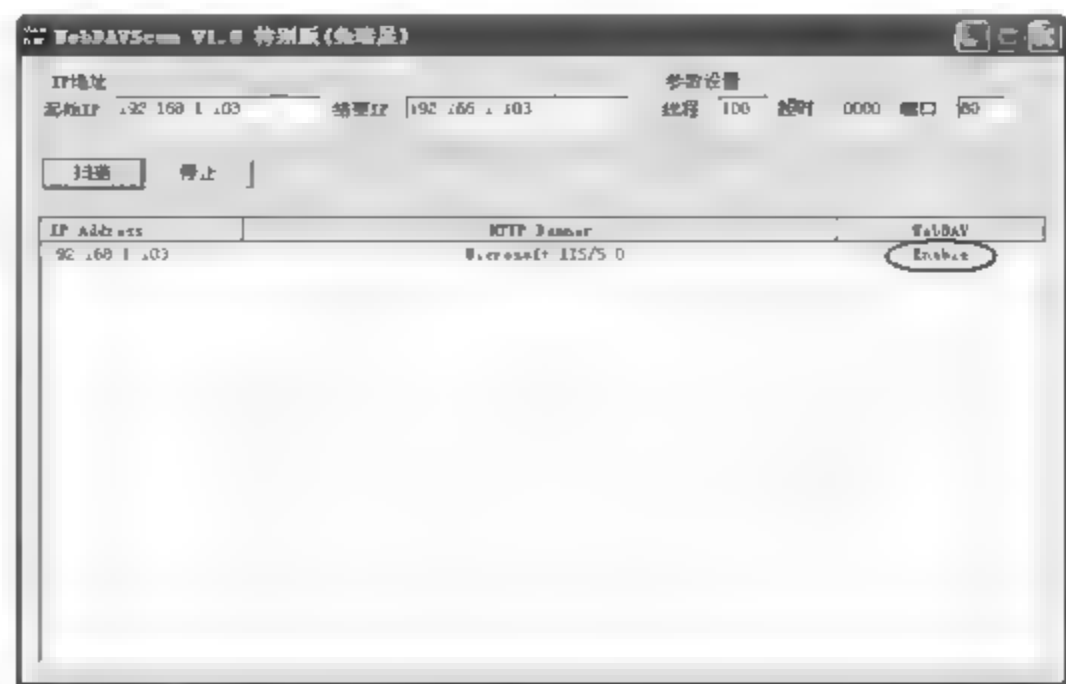 WebDAVScan V1.0 特别版(免瑞星)
IP地址 参数设置
起始IP 192 168 1 103 结束IP 192 168 1 103 线程 100 超时 端口 80
扫描 停止
IP Address HTTP Banner WebDAV
192 168 1 103 Microsoft IIS/5 0 Enable